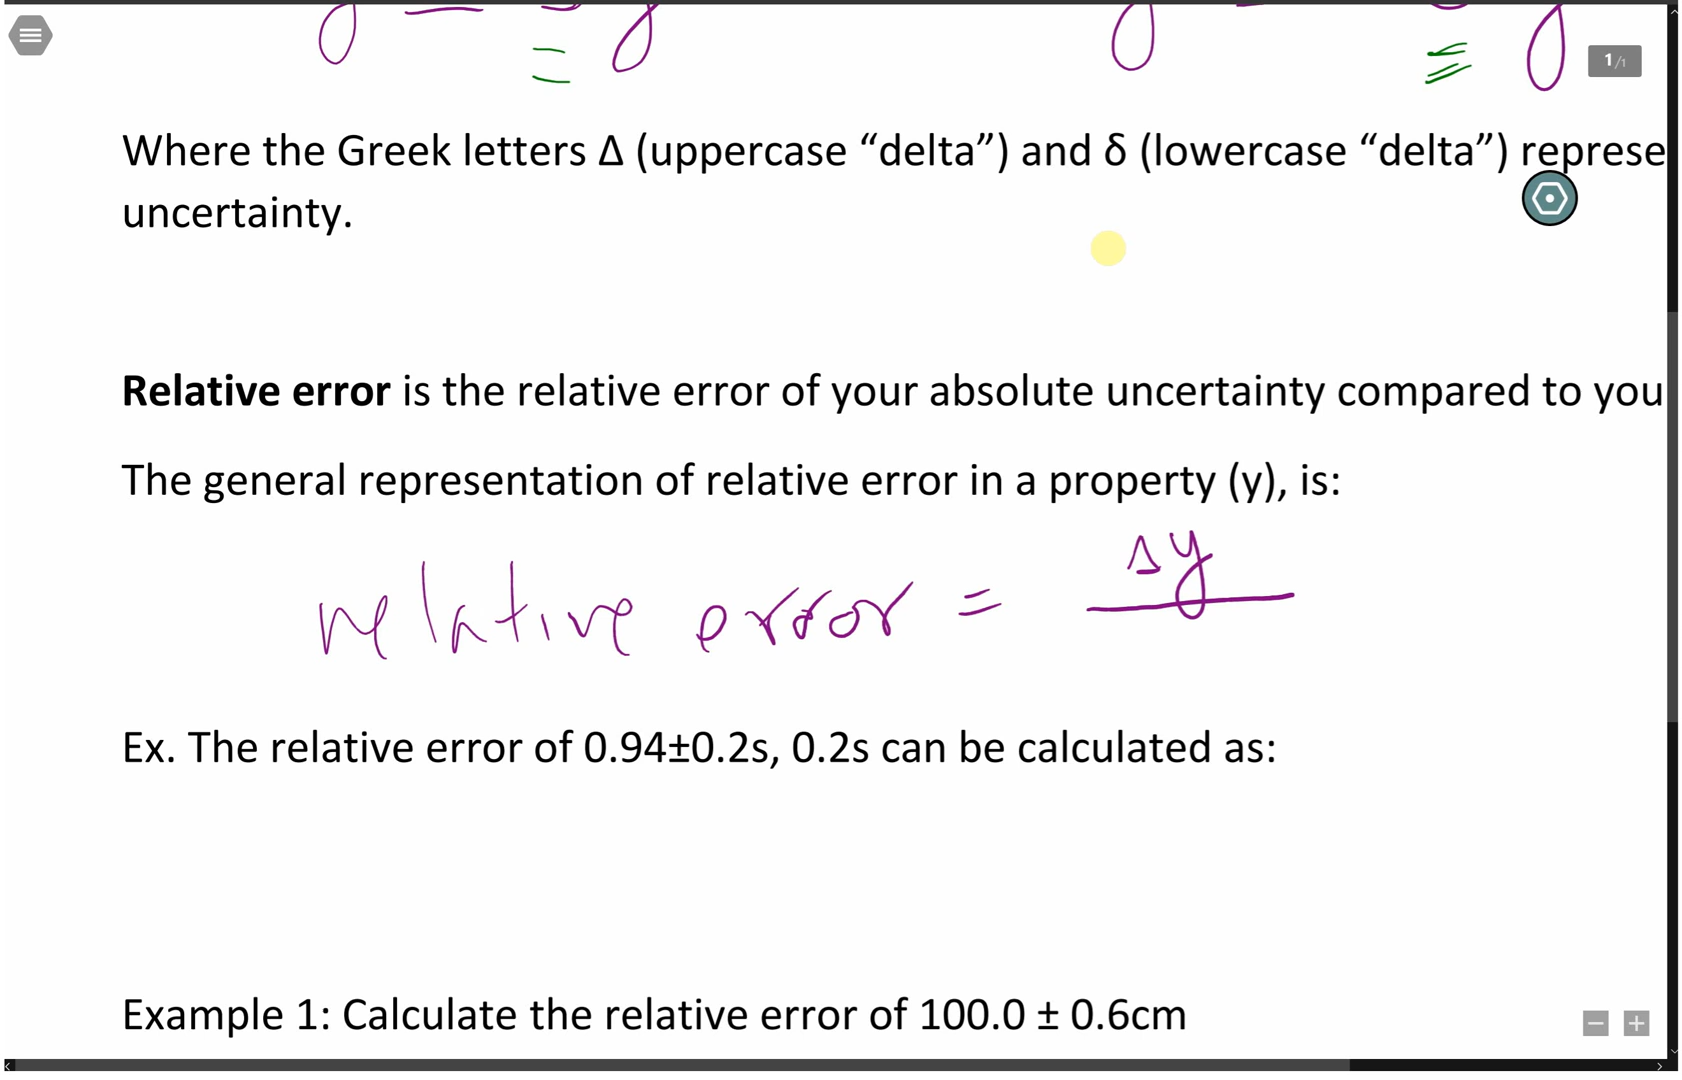 y — y y — y
1/1
Where the Greek letters Δ (uppercase “delta”) and δ (lowercase “delta”) represe
uncertainty.
Relative error is the relative error of your absolute uncertainty compared to you
The general representation of relative error in a property (y), is:
relative error = Δy
Ex. The relative error of 0.94±0.2s, 0.2s can be calculated as:
Example 1: Calculate the relative error of 100.0 ± 0.6cm